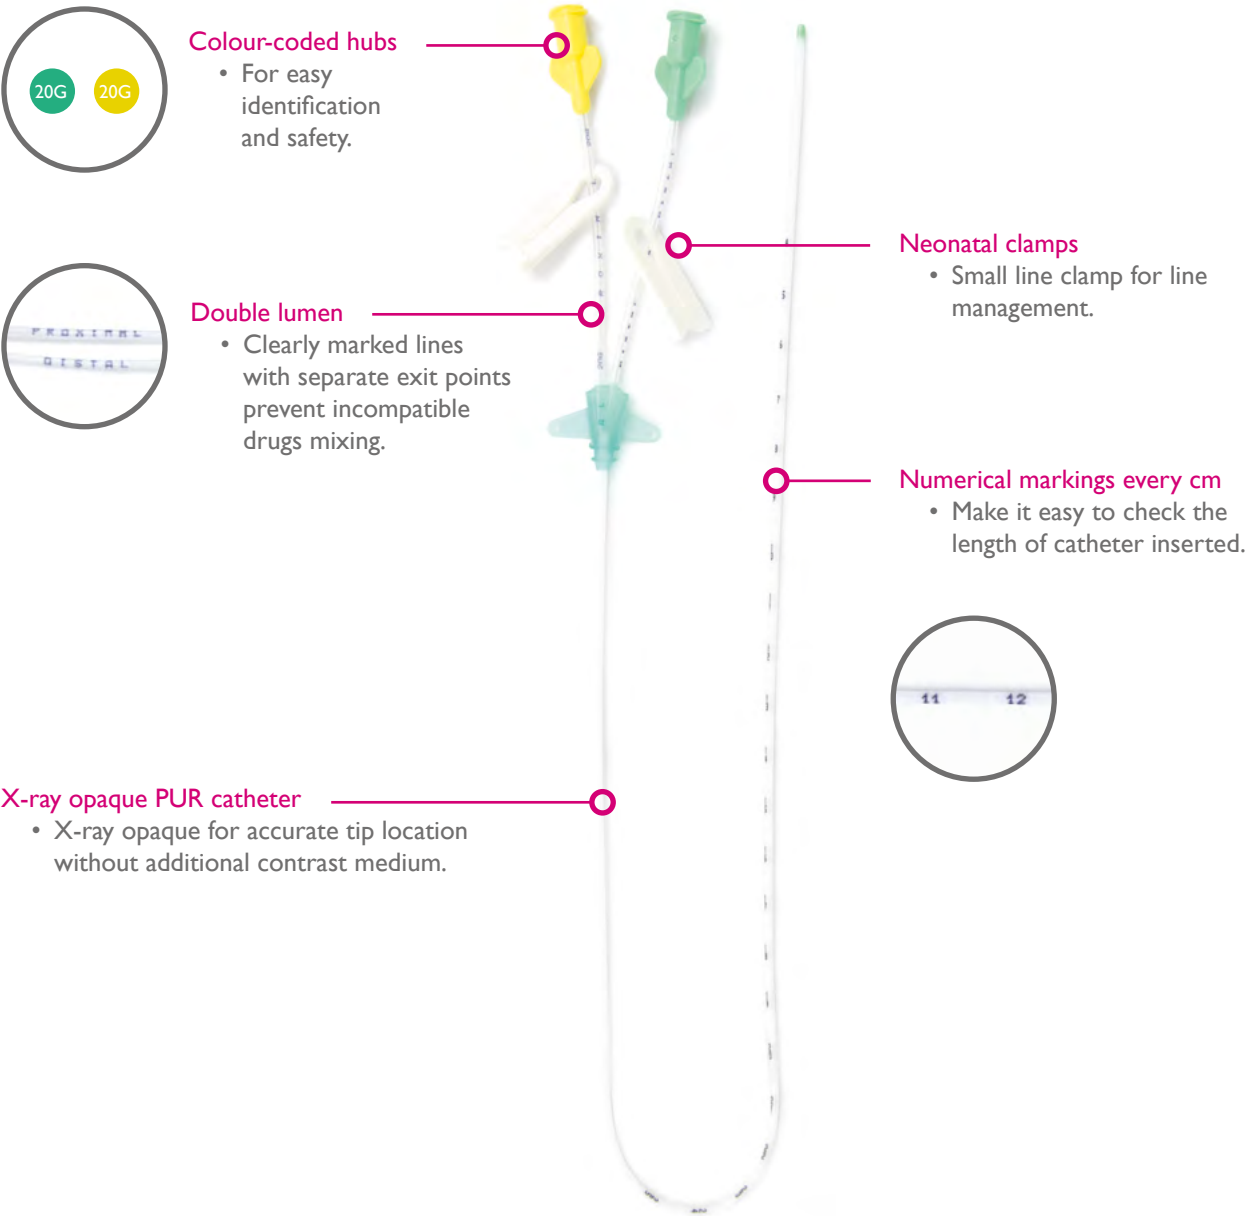 Colour-coded hubs
• For easy
identification
and safety.
20G 20G
Neonatal clamps
• Small line clamp for line
management.
Double lumen
• Clearly marked lines
with separate exit points
prevent incompatible
drugs mixing.
PROXIMAL
DISTAL
Numerical markings every cm
• Make it easy to check the
length of catheter inserted.
11 12
X-ray opaque PUR catheter
• X-ray opaque for accurate tip location
without additional contrast medium.